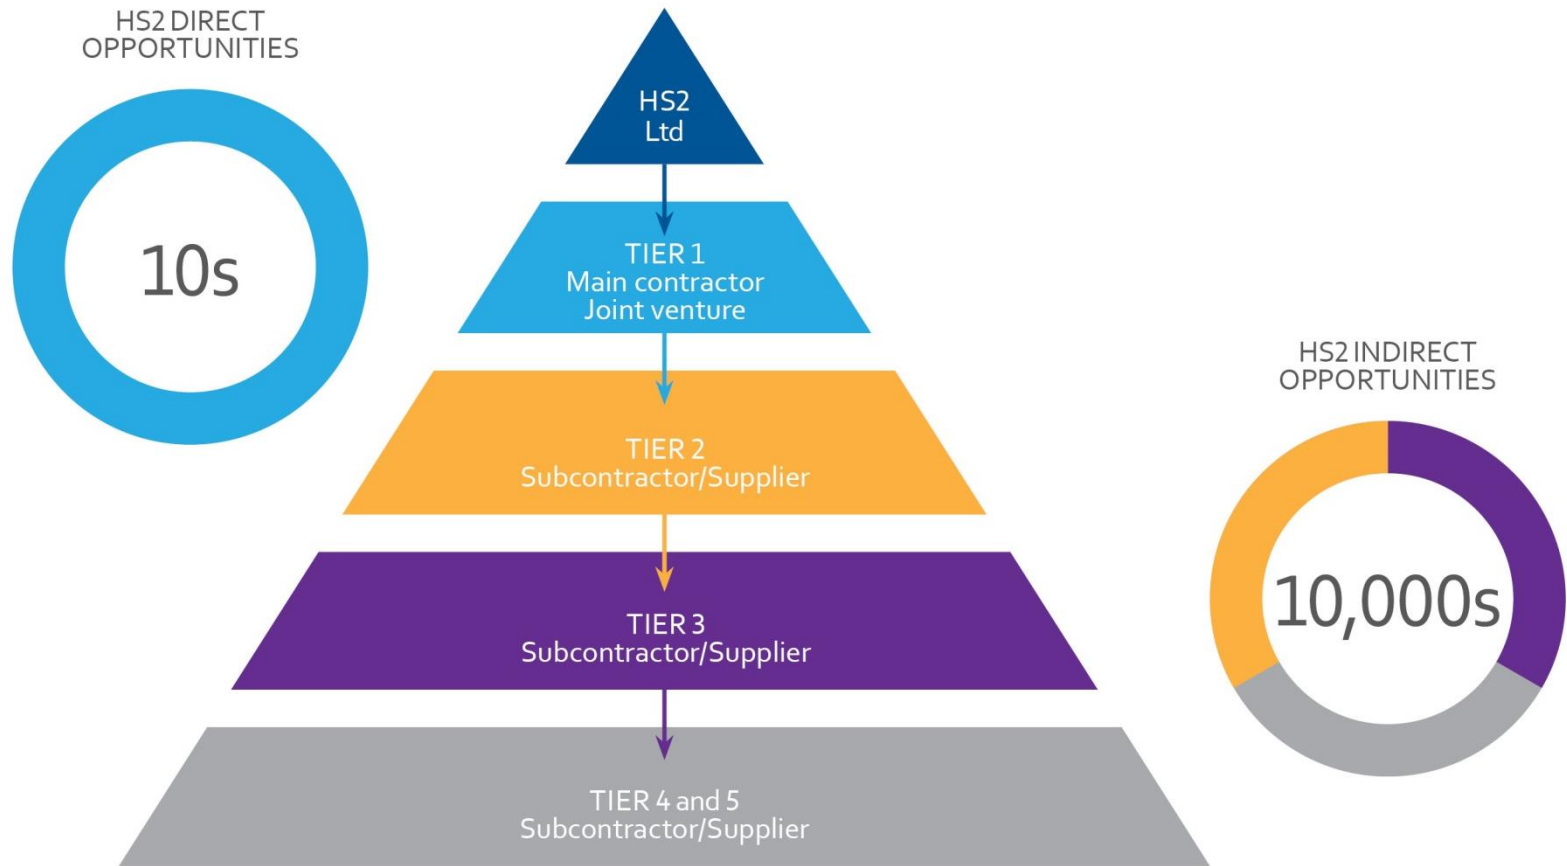 HS2 DIRECT
OPPORTUNITIES
10s
HS2
Ltd
TIER 1
Main contractor
Joint venture
TIER 2
Subcontractor/Supplier
TIER 3
Subcontractor/Supplier
TIER 4 and 5
Subcontractor/Supplier
HS2 INDIRECT
OPPORTUNITIES
10,000s